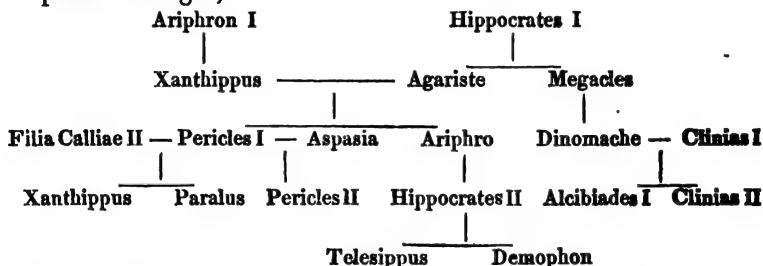 Ariphron I Hippocrates I
Xanthippus Agariste Megacles
Filia Calliae II — Pericles I — Aspasia Ariphro Dinomache — Clinias I
Xanthippus Paralus Pericles II Hippocrates II Alcibiades I Clinias II
Telesippus Demophon